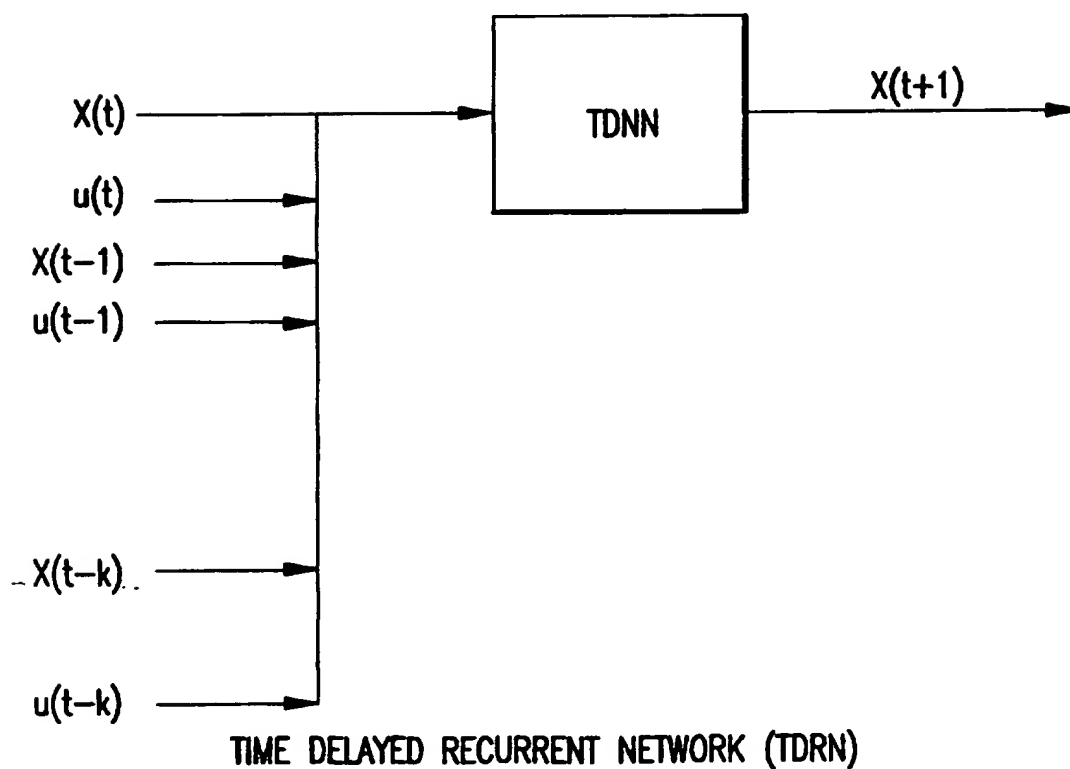 X(t+1)
X(t)
TDNN
u(t)
X(t-1)
u(t-1)
X(t-k)
u(t-k)
TIME DELAYED RECURRENT NETWORK (TDRN)